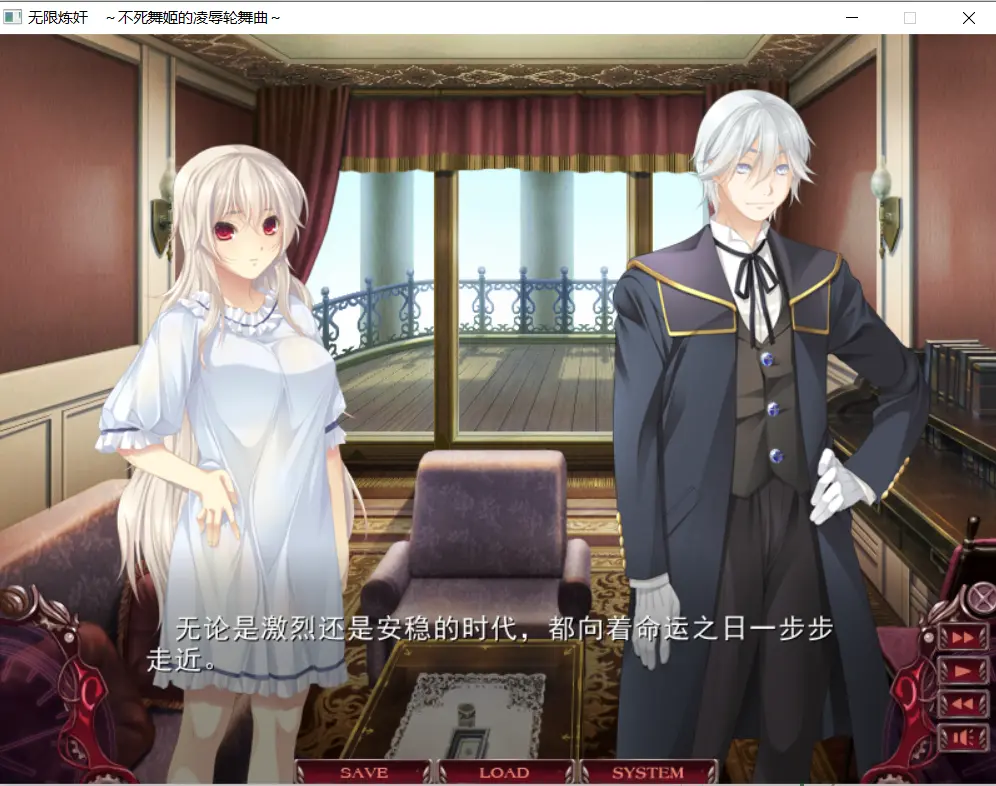 无限炼奸　～不死舞姬的凌辱轮舞曲～
无论是激烈还是安稳的时代，都向着命运之日一步步
走近。
SAVE
LOAD
SYSTEM